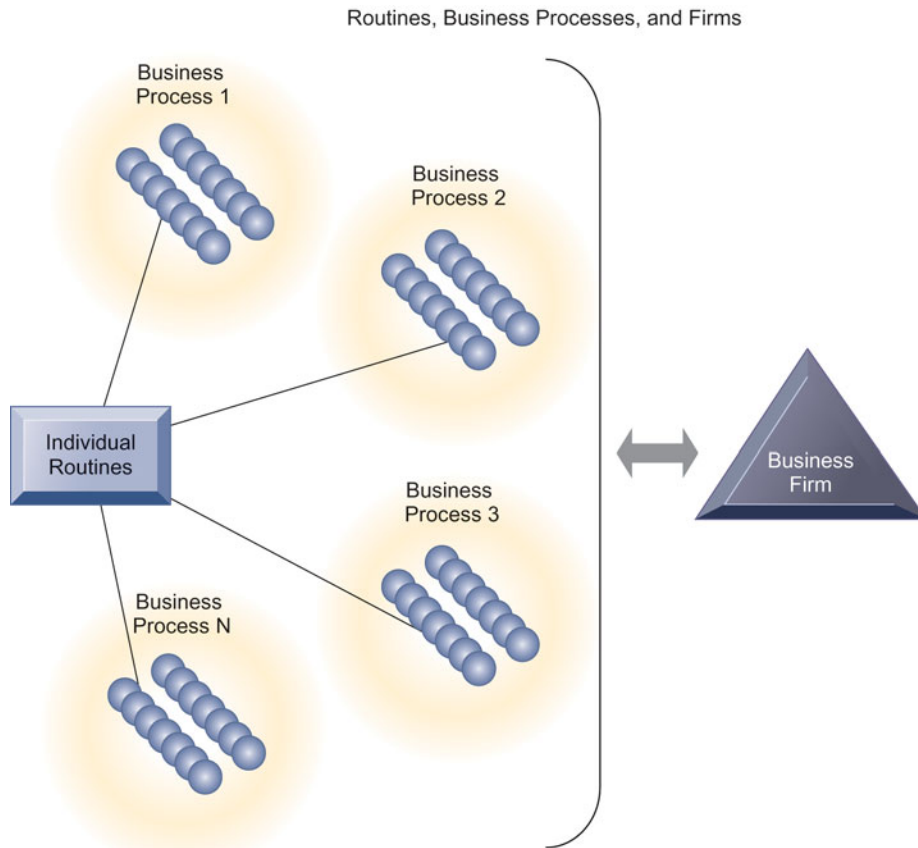 Routines, Business Processes, and Firms
Business
Process 1
Business
Process 2
Individual
Routines
Business
Firm
Business
Process 3
Business
Process N